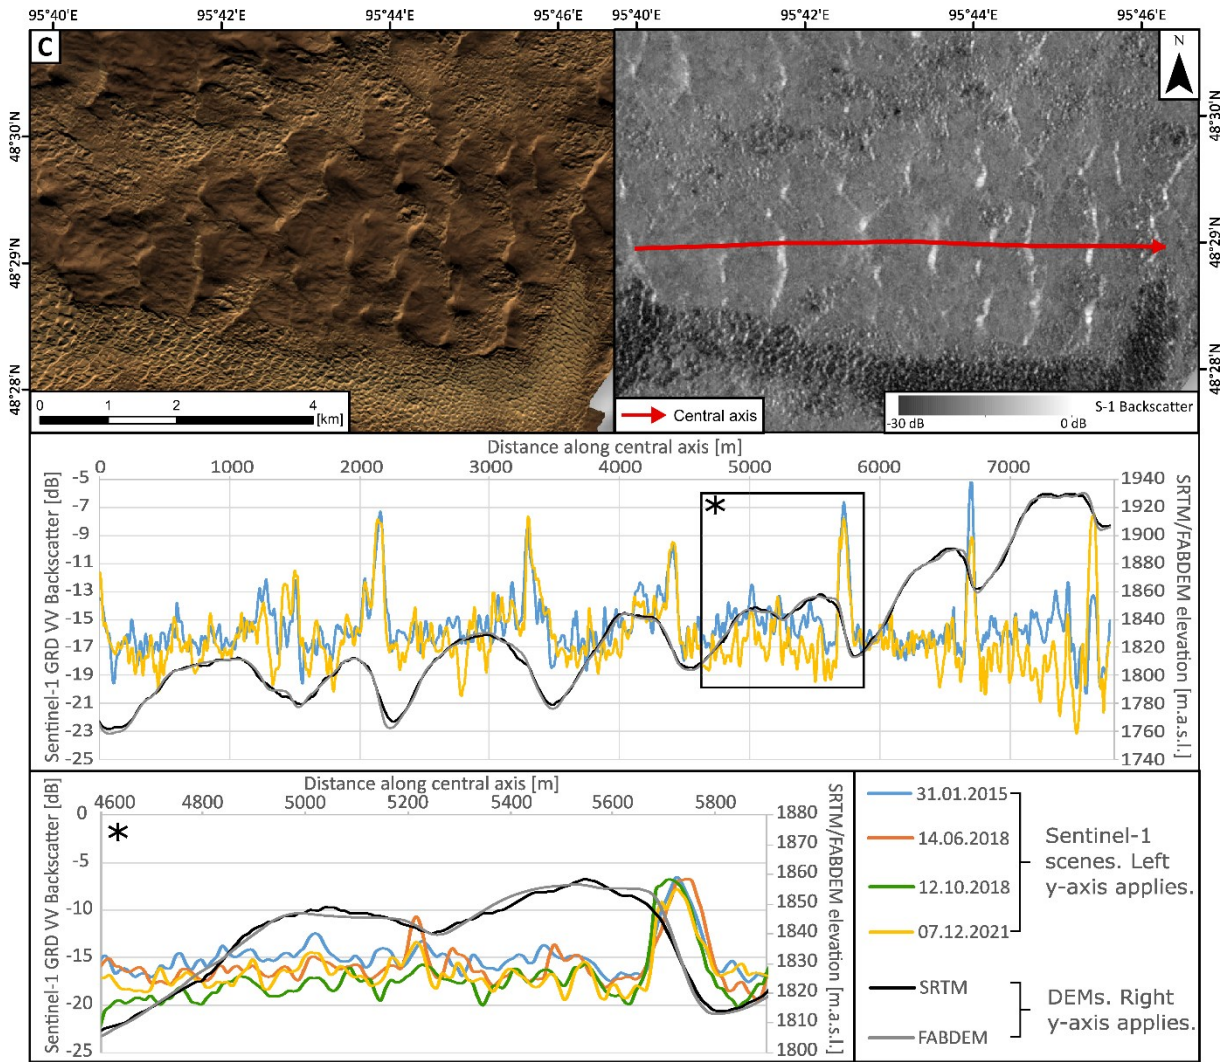 95°40'E 95°42'E 95°44'E 95°46'E 95°40'E 95°42'E 95°44'E 95°46'E
C
N
48°30'N 48°30'N
48°29'N 48°29'N
48°28'N 48°28'N
0 1 2 4
[km]
Central axis
S-1 Backscatter
-30 dB 0 dB
Distance along central axis [m]
0 1000 2000 3000 4000 5000 6000 7000
Sentinel-1 GRD VV Backscatter [dB]
-5
-7
-9
-11
-13
-15
-17
-19
-21
-23
-25
*
1940
1920
1900
1880
1860
1840
1820
1800
1780
1760
1740
SRTM/FABDEM elevation [m.a.s.l.]
Distance along central axis [m]
4600 4800 5000 5200 5400 5600 5800
Sentinel-1 GRD VV Backscatter [dB]
0
-5
-10
-15
-20
-25
*
1880
1870
1860
1850
1840
1830
1820
1810
1800
SRTM/FABDEM elevation [m.a.s.l.]
31.01.2015
14.06.2018
12.10.2018
07.12.2021
Sentinel-1
scenes. Left
y-axis applies.
SRTM
FABDEM
DEMs. Right
y-axis applies.